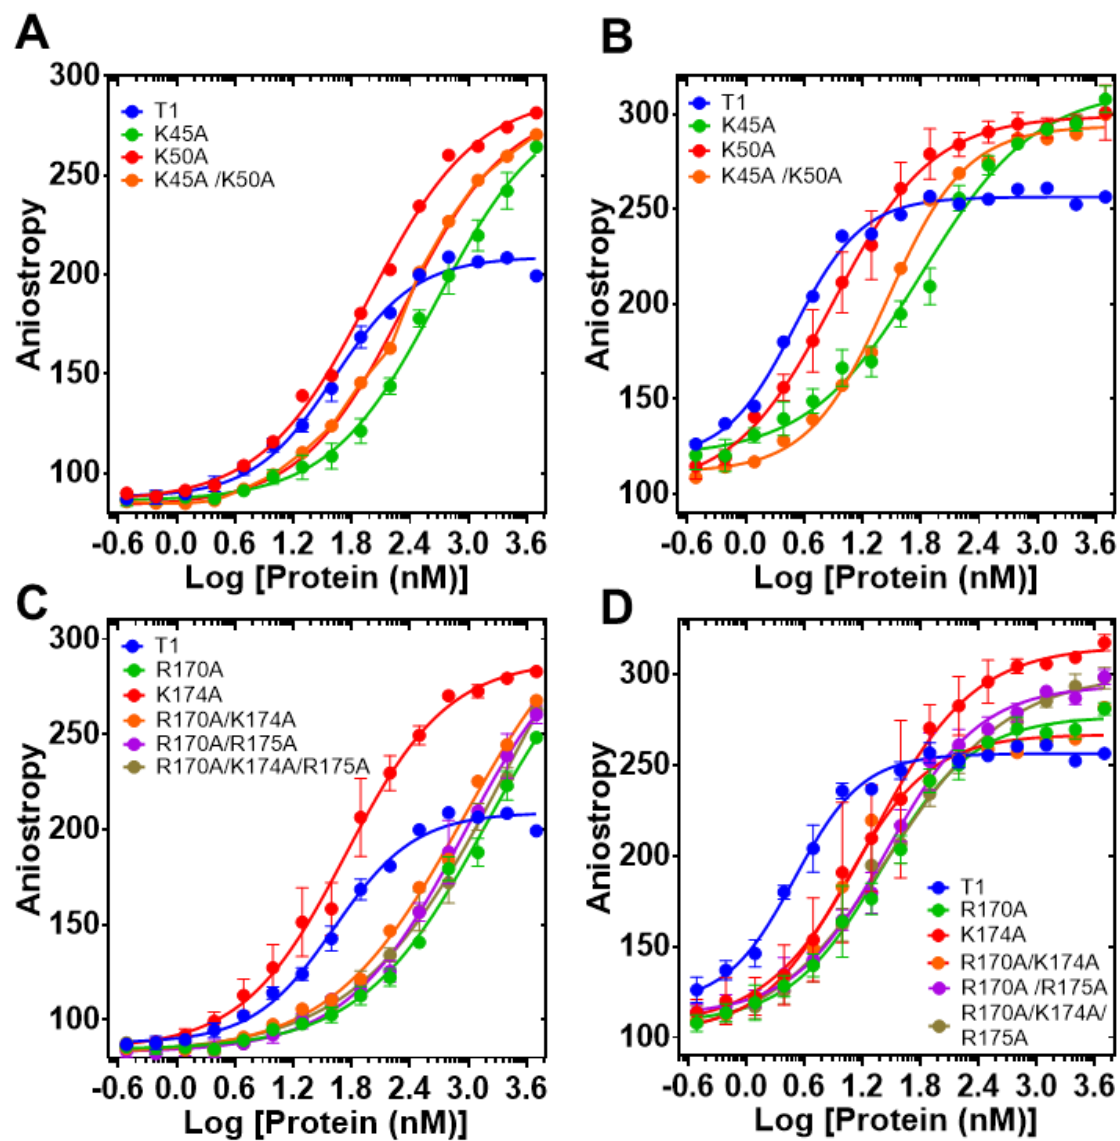 A
300
250
200
150
100
Aniostropy
T1
K45A
K50A
K45A /K50A
-0.6 0.0 0.6 1.2 1.8 2.4 3.0 3.6
Log [Protein (nM)]
B
300
250
200
150
100
Aniostropy
T1
K45A
K50A
K45A /K50A
-0.6 0.0 0.6 1.2 1.8 2.4 3.0 3.6
Log [Protein (nM)]
C
300
250
200
150
100
Aniostropy
T1
R170A
K174A
R170A/K174A
R170A/R175A
R170A/K174A/R175A
-0.6 0.0 0.6 1.2 1.8 2.4 3.0 3.6
Log [Protein (nM)]
D
300
250
200
150
100
Aniostropy
T1
R170A
K174A
R170A/K174A
R170A /R175A
R170A/K174A/
R175A
-0.6 0.0 0.6 1.2 1.8 2.4 3.0 3.6
Log [Protein (nM)]